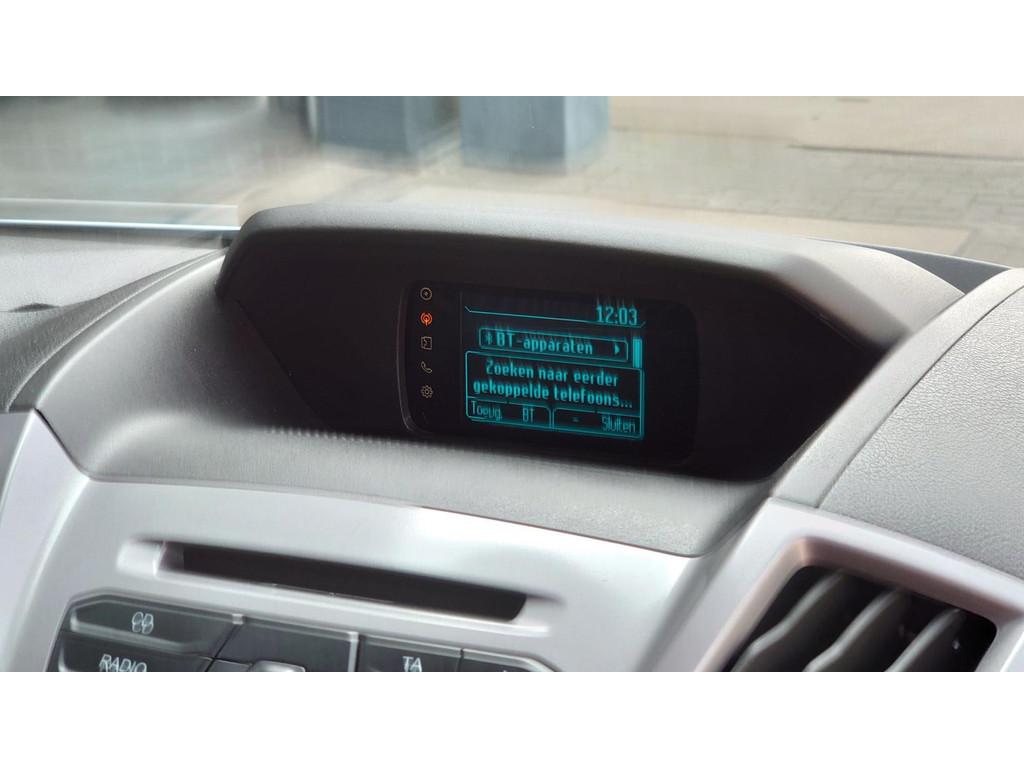 12:03
BT-apparaten
Zoeken naar eerder
gekoppelde telefoons...
Toevg. BT - Sluiten
CD
RADIO
TA